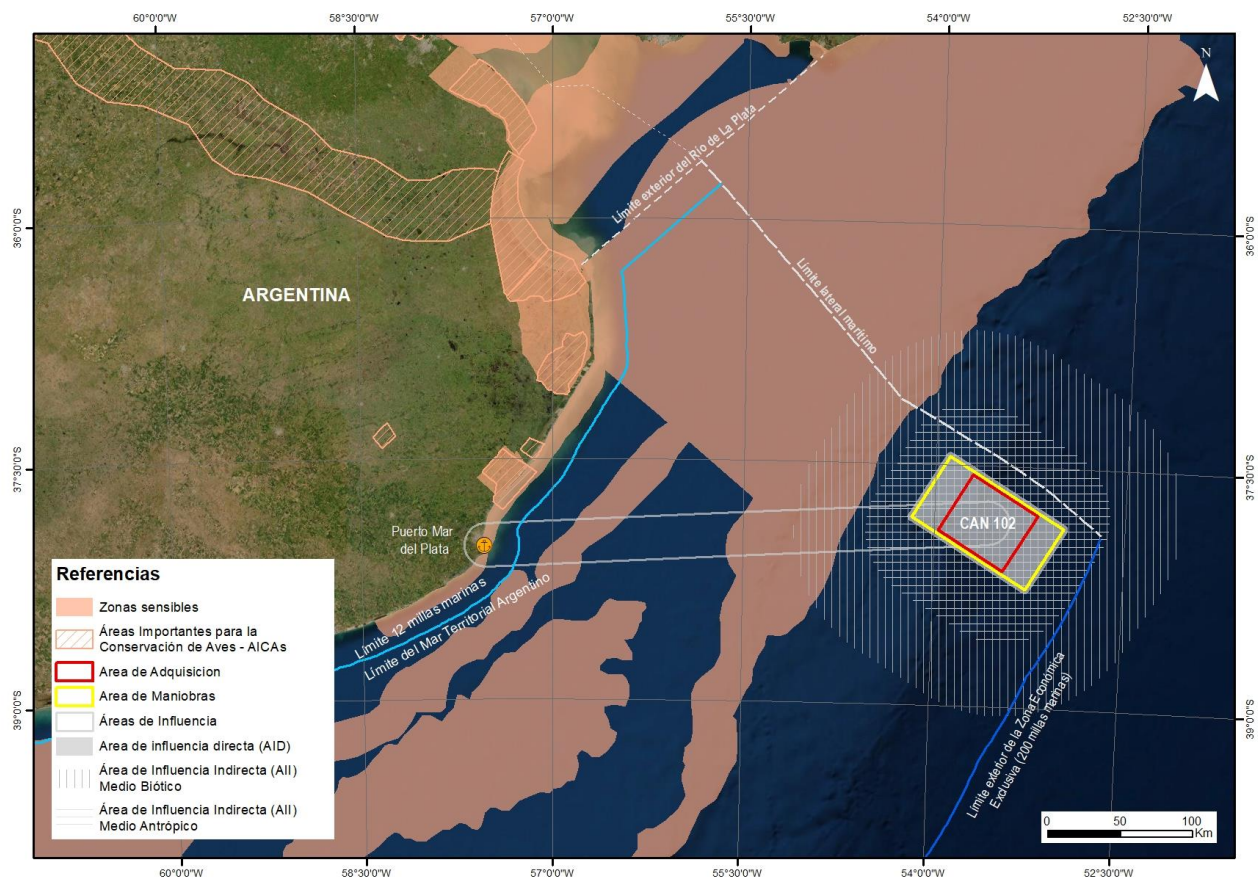 60°0'0"W
58°30'0"W
57°0'0"W
55°30'0"W
54°0'0"W
52°30'0"W
N
Límite exterior del Río de La Plata
36°0'0"S
36°0'0"S
ARGENTINA
Límite lateral marítimo
37°30'0"S
37°30'0"S
CAN 102
Puerto Mar
del Plata
Límite 12 millas marinas
Límite del Mar Territorial Argentino
Límite exterior de la Zona Económica
Exclusiva (200 millas marinas)
39°0'0"S
39°0'0"S
Referencias
Zonas sensibles
Áreas Importantes para la
Conservación de Aves - AICAs
Area de Adquisicion
Area de Maniobras
Áreas de Influencia
Area de influencia directa (AID)
Área de Influencia Indirecta (AII)
Medio Biótico
Área de Influencia Indirecta (AII)
Medio Antrópico
0 50 100
Km
60°0'0"W
58°30'0"W
57°0'0"W
55°30'0"W
54°0'0"W
52°30'0"W